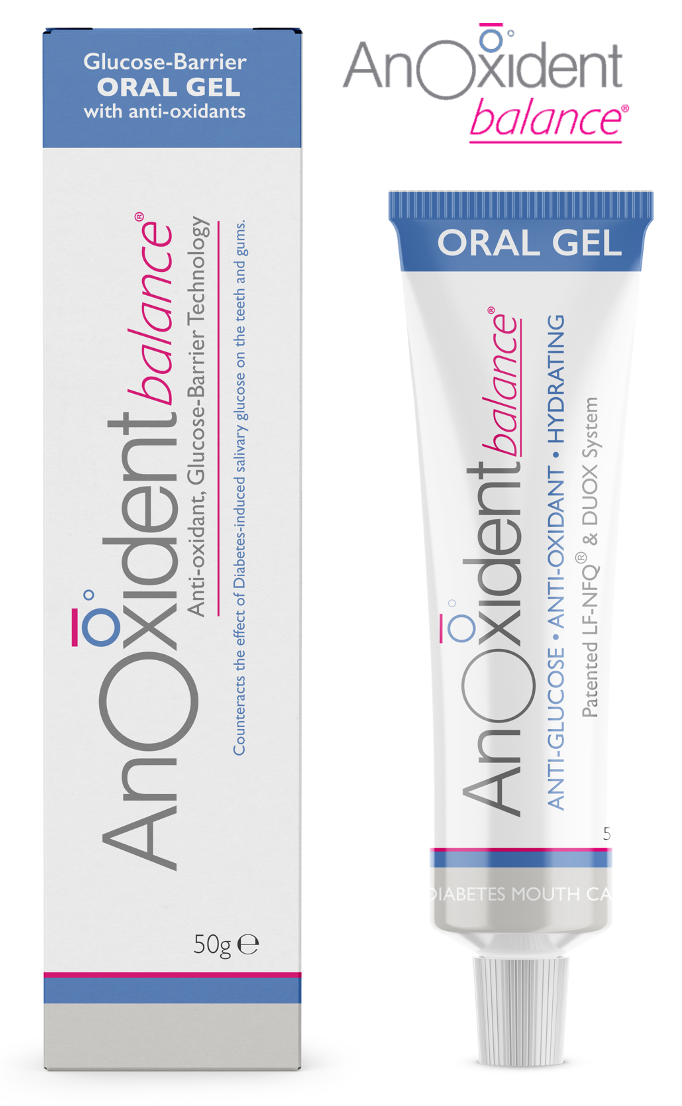 Glucose-Barrier
ORAL GEL
with anti-oxidants
AnOxident
balance®
Anti-oxidant, Glucose-Barrier Technology
Counteracts the effect of Diabetes-induced salivary glucose on the teeth and gums.
50g ℮
AnOxident
balance®
ORAL GEL
AnOxident
balance®
ANTI-GLUCOSE • ANTI-OXIDANT • HYDRATING
Patented LF-NFQ® & DUOX System
5
DIABETES MOUTH CA